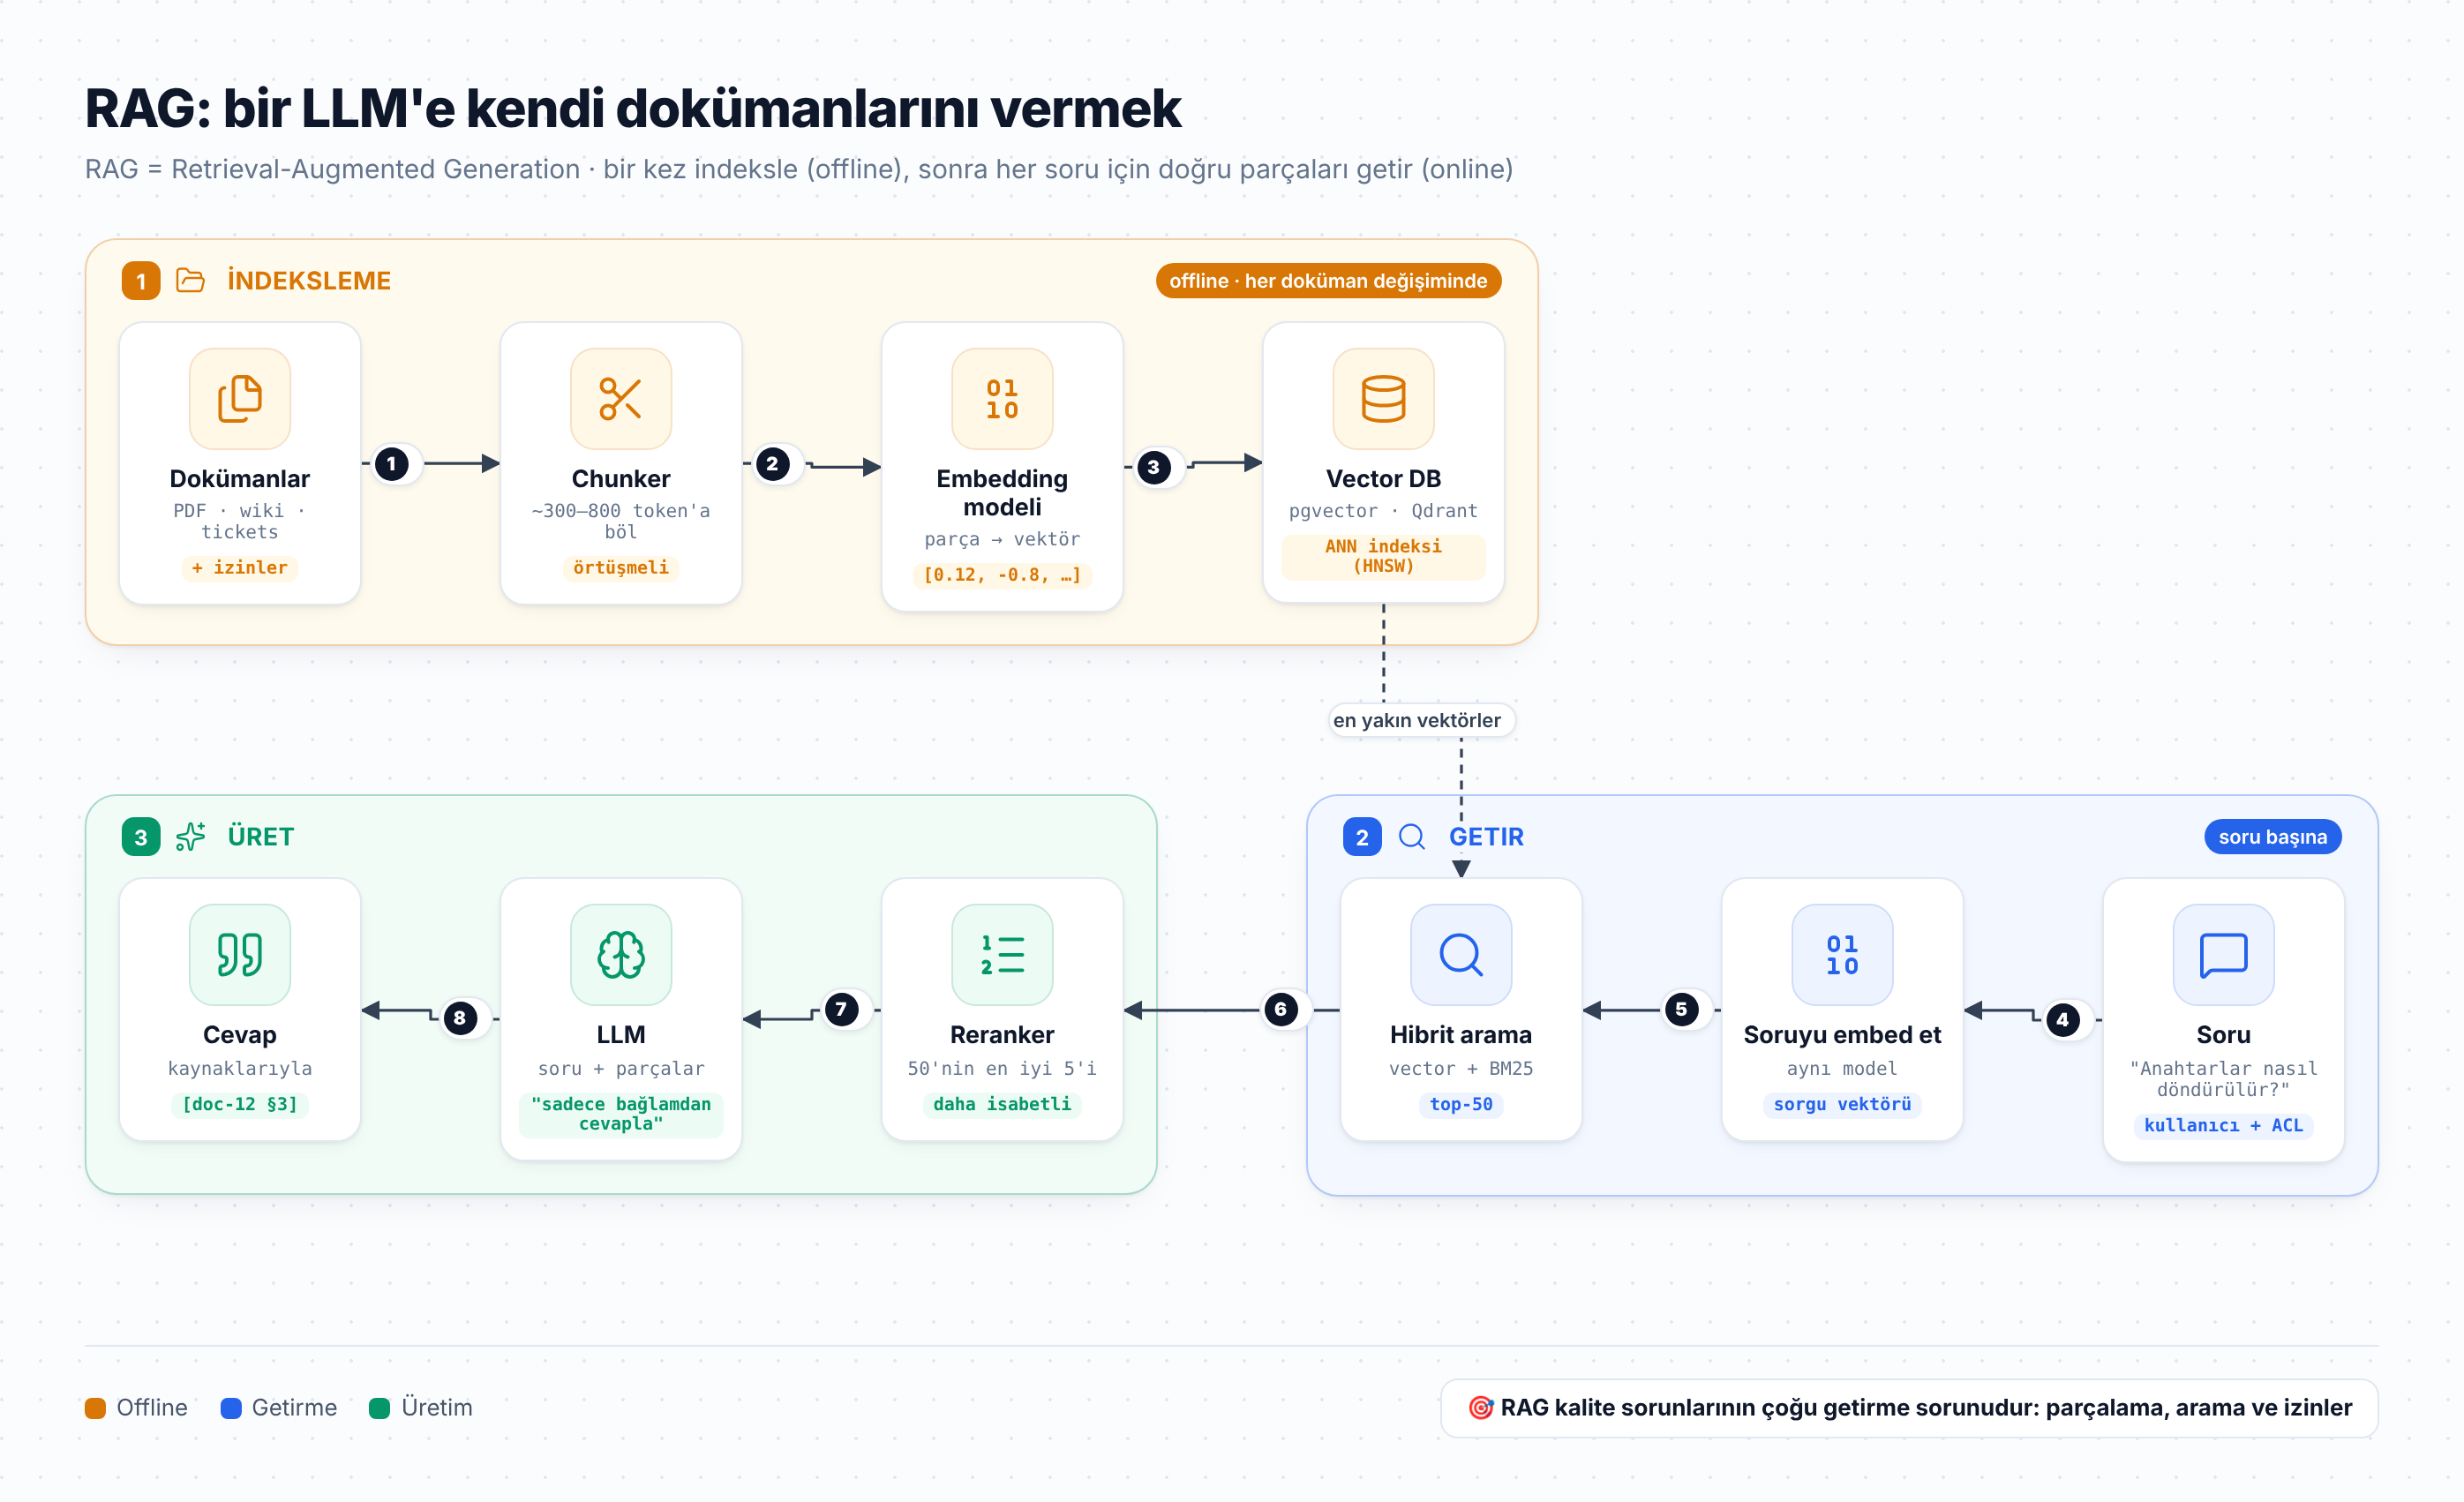 RAG: bir LLM'e kendi dokümanlarını vermek
RAG = Retrieval-Augmented Generation · bir kez indeksle (offline), sonra her soru için doğru parçaları getir (online)
1 İNDEKSLEME
offline · her doküman değişiminde
Dokümanlar
PDF · wiki ·
tickets
+ izinler
1
Chunker
~300–800 token'a
böl
örtüşmeli
2
01
10
Embedding
modeli
parça → vektör
[0.12, -0.8, …]
3
Vector DB
pgvector · Qdrant
ANN indeksi
(HNSW)
en yakın vektörler
3 ÜRET
Cevap
kaynaklarıyla
[doc-12 §3]
8
LLM
soru + parçalar
"sadece bağlamdan
cevapla"
7
1
2
Reranker
50'nin en iyi 5'i
daha isabetli
6
2 GETIR
soru başına
Hibrit arama
vector + BM25
top-50
5
01
10
Soruyu embed et
aynı model
sorgu vektörü
4
Soru
"Anahtarlar nasıl
döndürülür?"
kullanıcı + ACL
Offline
Getirme
Üretim
🎯 RAG kalite sorunlarının çoğu getirme sorunudur: parçalama, arama ve izinler